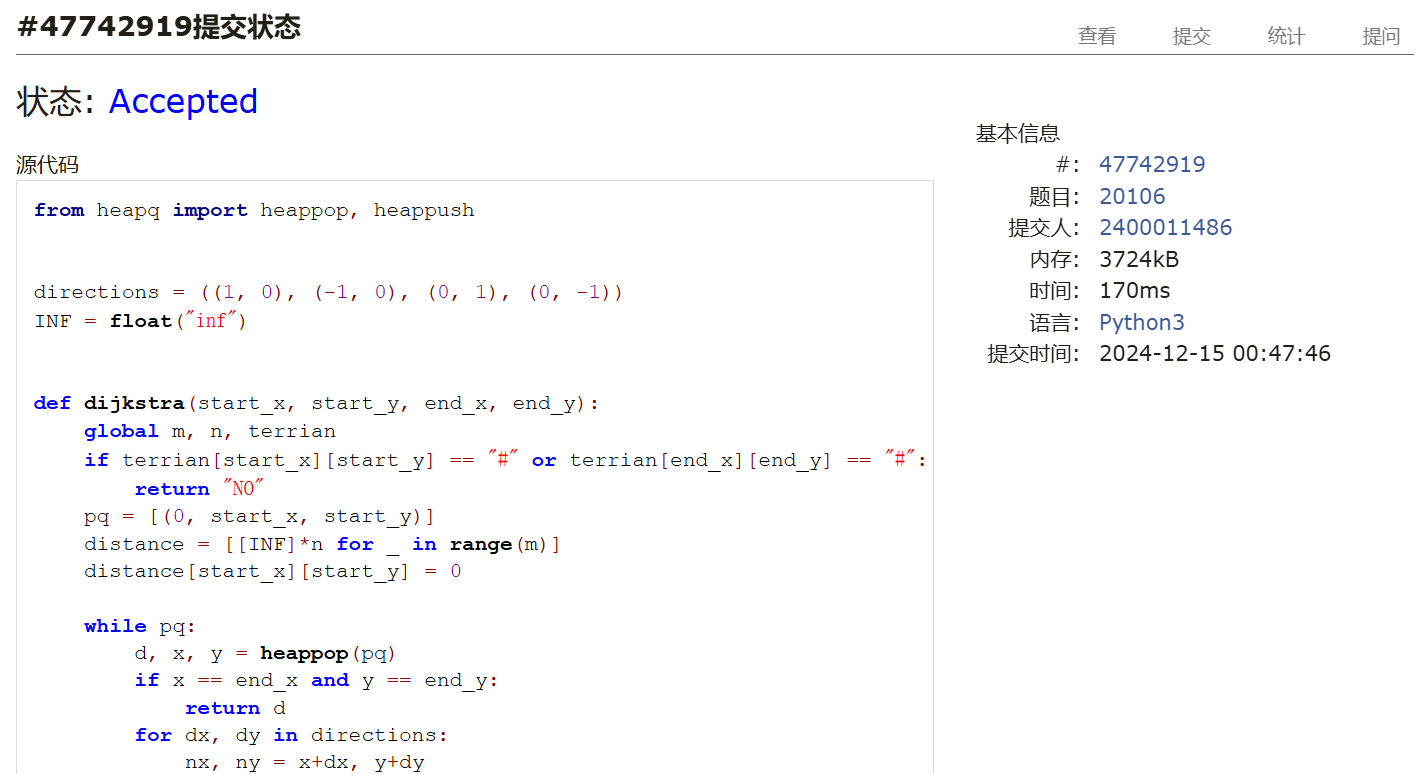 #47742919提交状态
查看 提交 统计 提问
状态: Accepted
源代码
from heapq import heappop, heappush
directions = ((1, 0), (-1, 0), (0, 1), (0, -1))
INF = float("inf")
def dijkstra(start_x, start_y, end_x, end_y):
    global m, n, terrian
    if terrian[start_x][start_y] == "#" or terrian[end_x][end_y] == "#":
        return "NO"
    pq = [(0, start_x, start_y)]
    distance = [[INF]*n for _ in range(m)]
    distance[start_x][start_y] = 0
    while pq:
        d, x, y = heappop(pq)
        if x == end_x and y == end_y:
            return d
        for dx, dy in directions:
            nx, ny = x+dx, y+dy
基本信息
#: 47742919
题目: 20106
提交人: 2400011486
内存: 3724kB
时间: 170ms
语言: Python3
提交时间: 2024-12-15 00:47:46